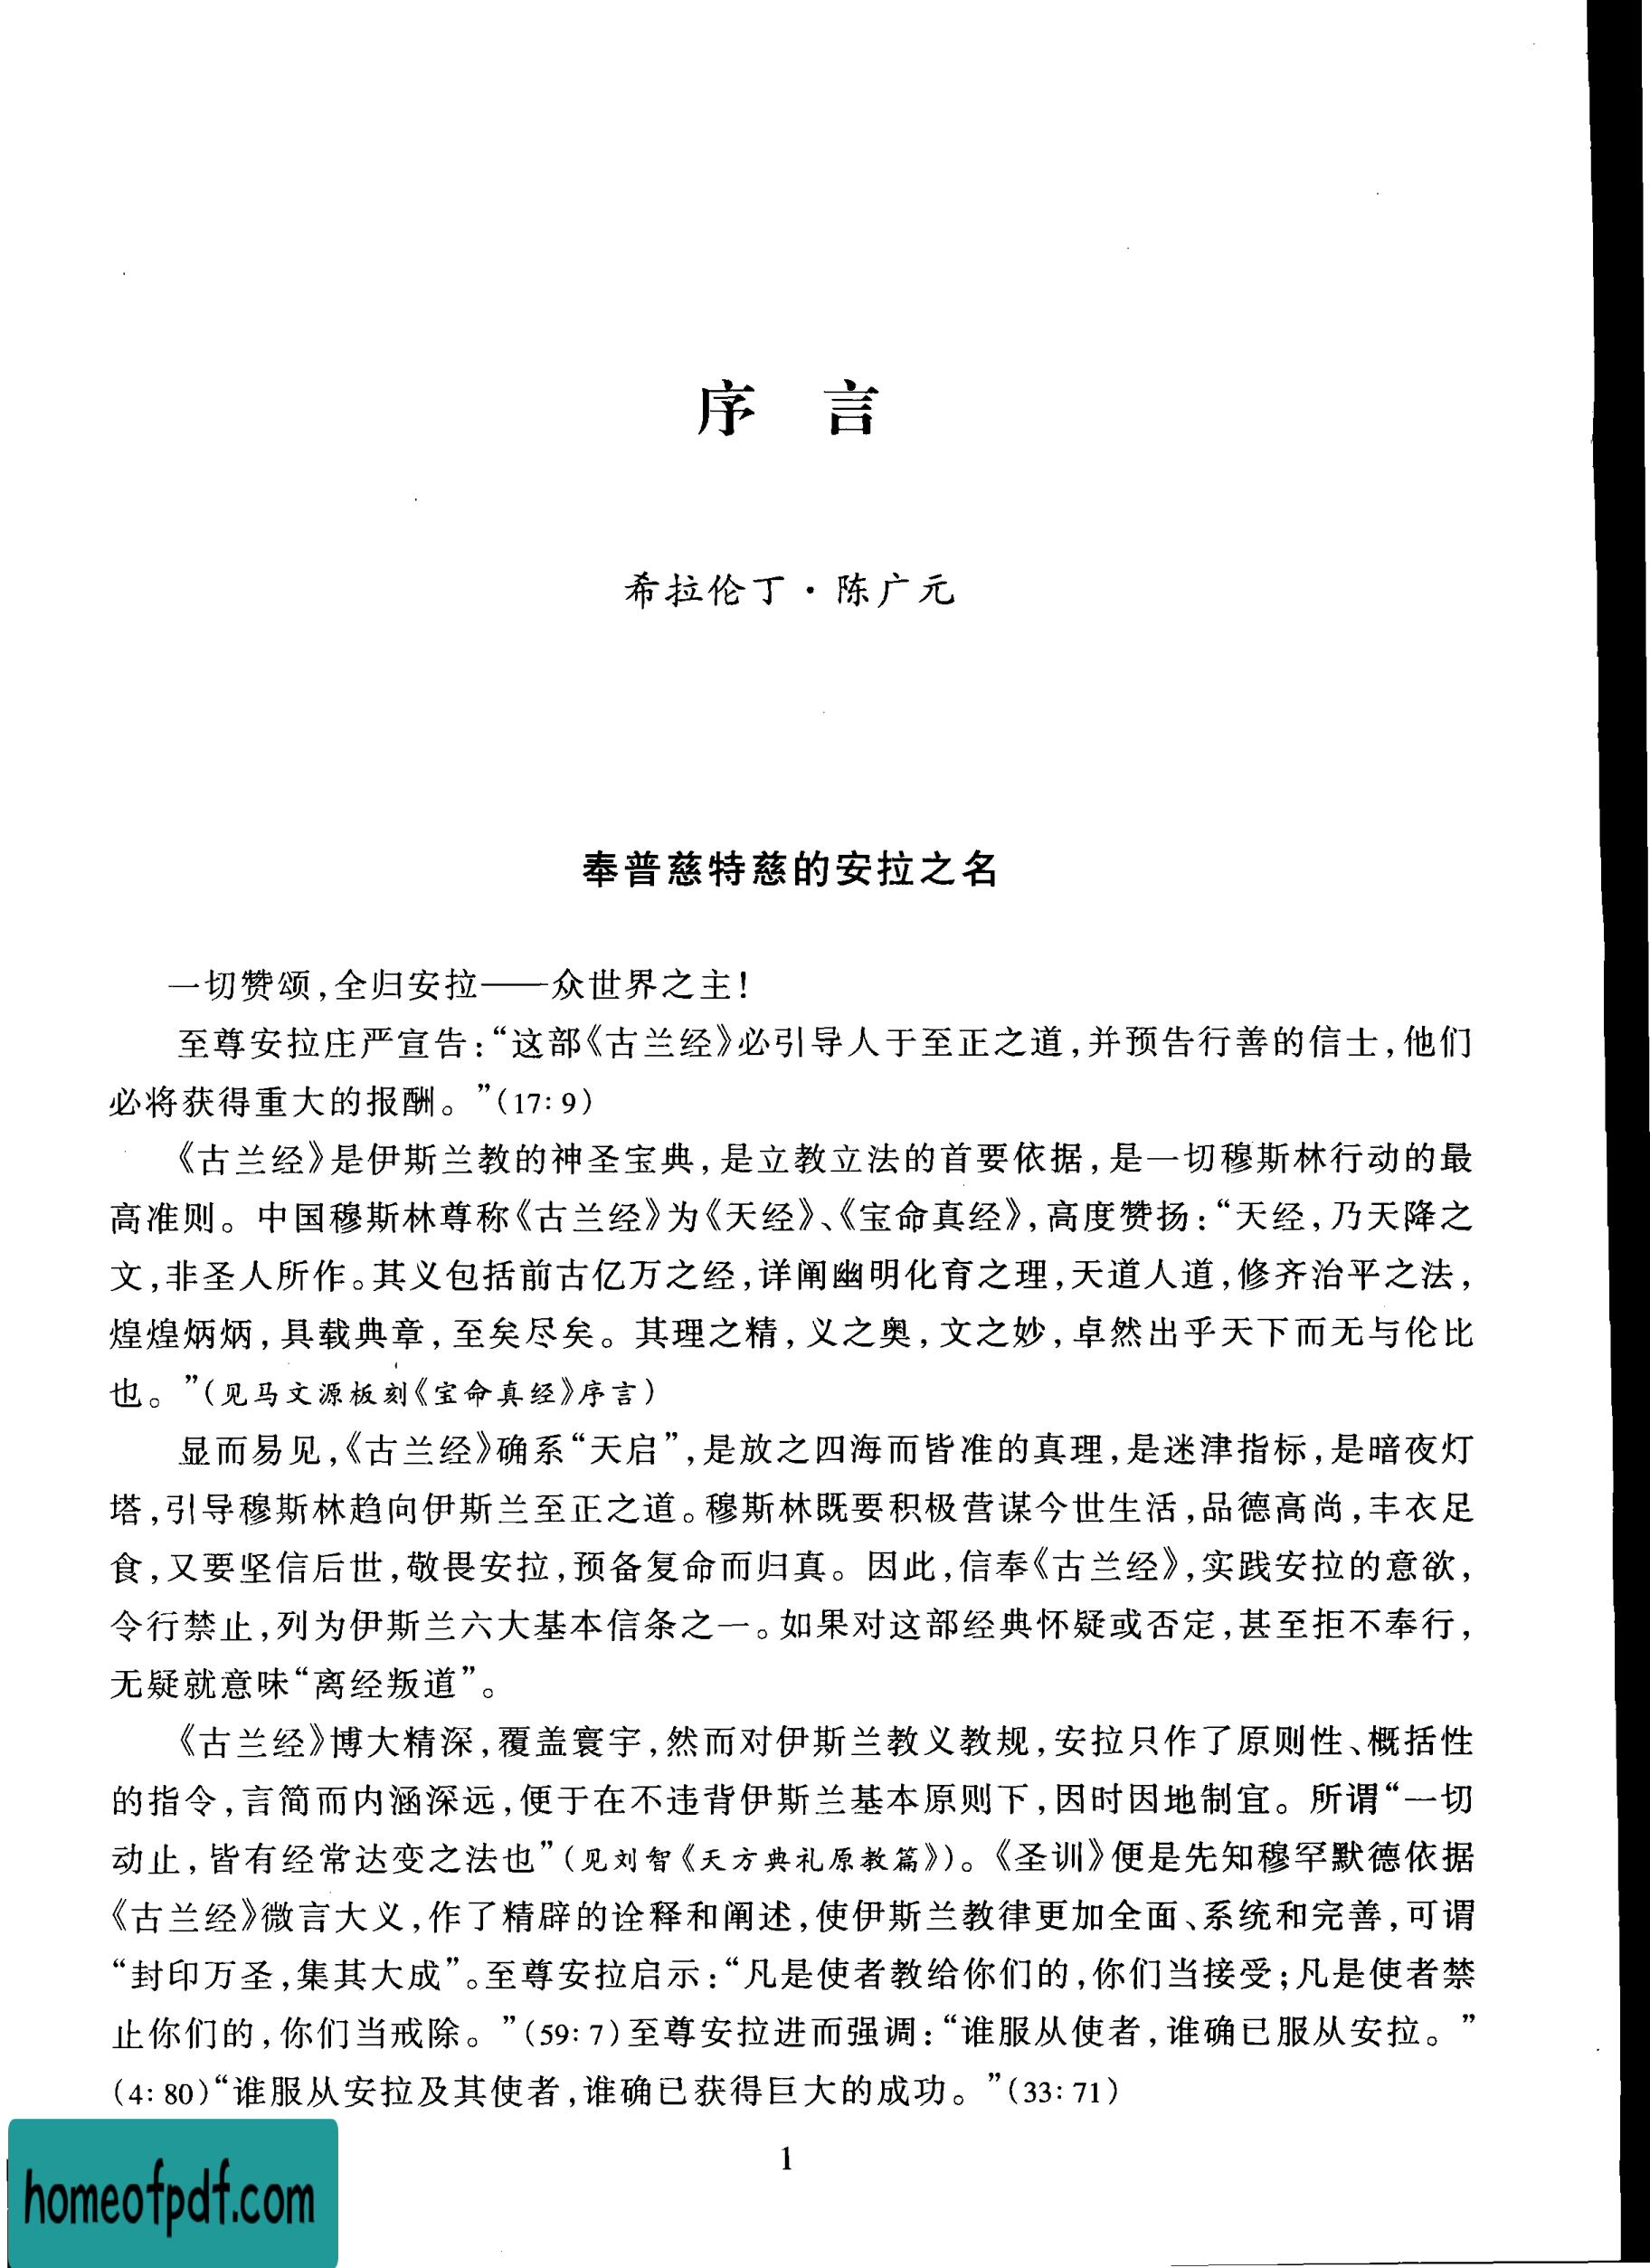 序 言
希拉伦丁·陈广元
奉普慈特慈的安拉之名
一切赞颂,全归安拉——众世界之主!
至尊安拉庄严宣告:“这部《古兰经》必引导人于至正之道,并预告行善的信士,他们
必将获得重大的报酬。”(17: 9)
《古兰经》是伊斯兰教的神圣宝典,是立教立法的首要依据,是一切穆斯林行动的最
高准则。中国穆斯林尊称《古兰经》为《天经》、《宝命真经》,高度赞扬:“天经,乃天降之
文,非圣人所作。其义包括前古亿万之经,详阐幽明化育之理,天道人道,修齐治平之法,
煌煌炳炳,具载典章,至矣尽矣。其理之精,义之奥,文之妙,卓然出乎天下而无与伦比
也。”(见马文源板刻《宝命真经》序言)
显而易见,《古兰经》确系“天启”,是放之四海而皆准的真理,是迷津指标,是暗夜灯
塔,引导穆斯林趋向伊斯兰至正之道。穆斯林既要积极营谋今世生活,品德高尚,丰衣足
食,又要坚信后世,敬畏安拉,预备复命而归真。因此,信奉《古兰经》,实践安拉的意欲,
令行禁止,列为伊斯兰六大基本信条之一。如果对这部经典怀疑或否定,甚至拒不奉行,
无疑就意味“离经叛道”。
《古兰经》博大精深,覆盖寰宇,然而对伊斯兰教义教规,安拉只作了原则性、概括性
的指令,言简而内涵深远,便于在不违背伊斯兰基本原则下,因时因地制宜。所谓“一切
动止,皆有经常达变之法也”(见刘智《天方典礼原教篇》)。《圣训》便是先知穆罕默德依据
《古兰经》微言大义,作了精辟的诠释和阐述,使伊斯兰教律更加全面、系统和完善,可谓
“封印万圣,集其大成”。至尊安拉启示:“凡是使者教给你们的,你们当接受;凡是使者禁
止你们的,你们当戒除。”(59: 7)至尊安拉进而强调:“谁服从使者,谁确已服从安拉。”
(4: 80)“谁服从安拉及其使者,谁确已获得巨大的成功。”(33: 71)
1
homeofpdf.com